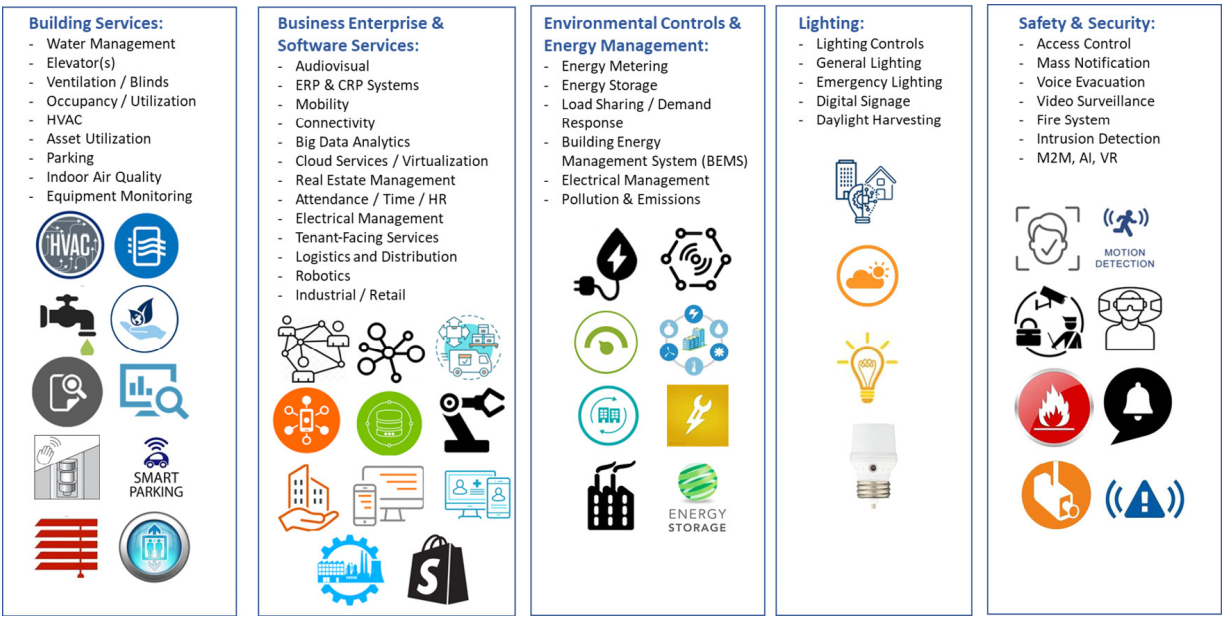 Building Services:
- Water Management
- Elevator(s)
- Ventilation / Blinds
- Occupancy / Utilization
- HVAC
- Asset Utilization
- Parking
- Indoor Air Quality
- Equipment Monitoring
HVAC
SMART
PARKING
Business Enterprise &
Software Services:
- Audiovisual
- ERP & CRP Systems
- Mobility
- Connectivity
- Big Data Analytics
- Cloud Services / Virtualization
- Real Estate Management
- Attendance / Time / HR
- Electrical Management
- Tenant-Facing Services
- Logistics and Distribution
- Robotics
- Industrial / Retail
S
Environmental Controls &
Energy Management:
- Energy Metering
- Energy Storage
- Load Sharing / Demand
Response
- Building Energy
Management System (BEMS)
- Electrical Management
- Pollution & Emissions
ENERGY
STORAGE
Lighting:
- Lighting Controls
- General Lighting
- Emergency Lighting
- Digital Signage
- Daylight Harvesting
Safety & Security:
- Access Control
- Mass Notification
- Voice Evacuation
- Video Surveillance
- Fire System
- Intrusion Detection
- M2M, AI, VR
MOTION
DETECTION